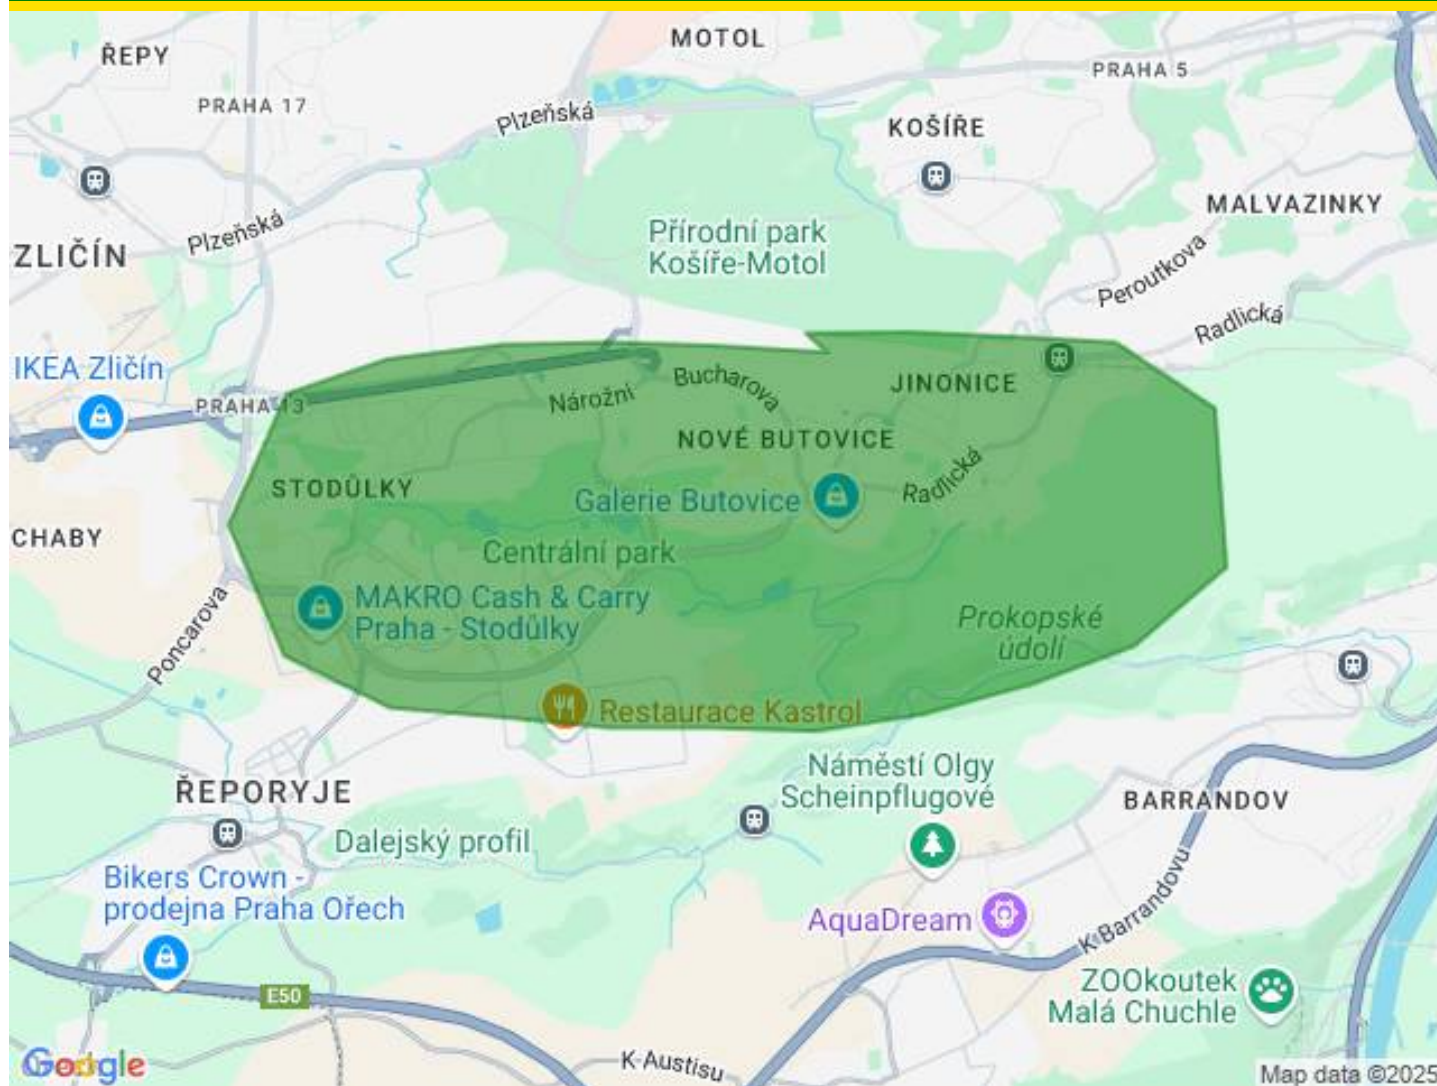 MOTOL
ŘEPY
PRAHA 5
PRAHA 17
Plzeňská
KOŠÍŘE
MALVAZINKY
Přírodní park
Košíře-Motol
Plzeňská
ZLIČÍN
Peroutkova
Radlická
IKEA Zličín
PRAHA 13
Nárožní
Bucharova
JINONICE
NOVÉ BUTOVICE
STODŮLKY
Galerie Butovice
Radlická
CHABY
Centrální park
MAKRO Cash & Carry
Praha - Stodůlky
Poncarova
Prokopské
údolí
Restaurace Kastrol
Náměstí Olgy
Scheinpflugové
ŘEPORYJE
BARRANDOV
Dalejský profil
Bikers Crown -
prodejna Praha Ořech
AquaDream
K Barrandovu
E50
ZOOkoutek
Malá Chuchle
K Austisu
Google
Map data ©2025